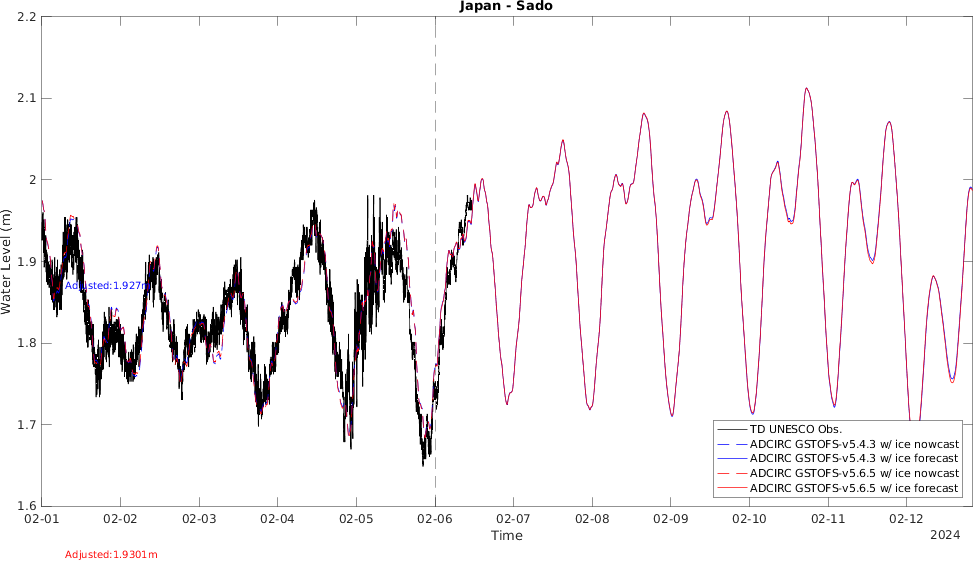 Japan - Sado
2.2
2.1
2
1.9
1.8
1.7
1.6
Water Level (m)
Adjusted:1.927m
TD UNESCO Obs.
ADCIRC GSTOFS-v5.4.3 w/ ice nowcast
ADCIRC GSTOFS-v5.4.3 w/ ice forecast
ADCIRC GSTOFS-v5.6.5 w/ ice nowcast
ADCIRC GSTOFS-v5.6.5 w/ ice forecast
02-01 02-02 02-03 02-04 02-05 02-06 02-07 02-08 02-09 02-10 02-11 02-12
Time
2024
Adjusted:1.9301m